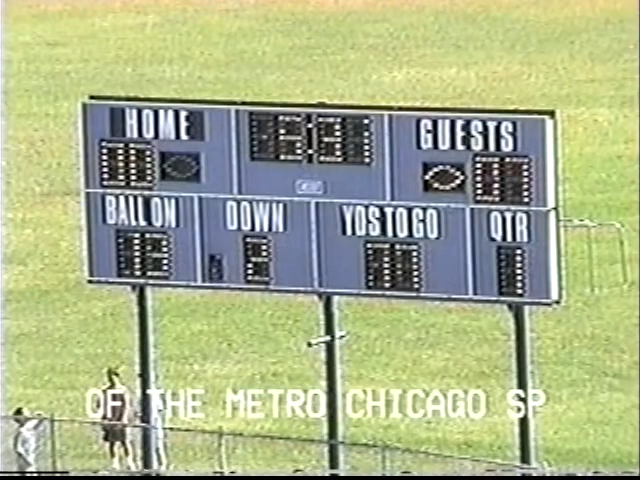 HOME
GUESTS
BALL ON DOWN YDS TO GO QTR
OF THE METRO CHICAGO SP